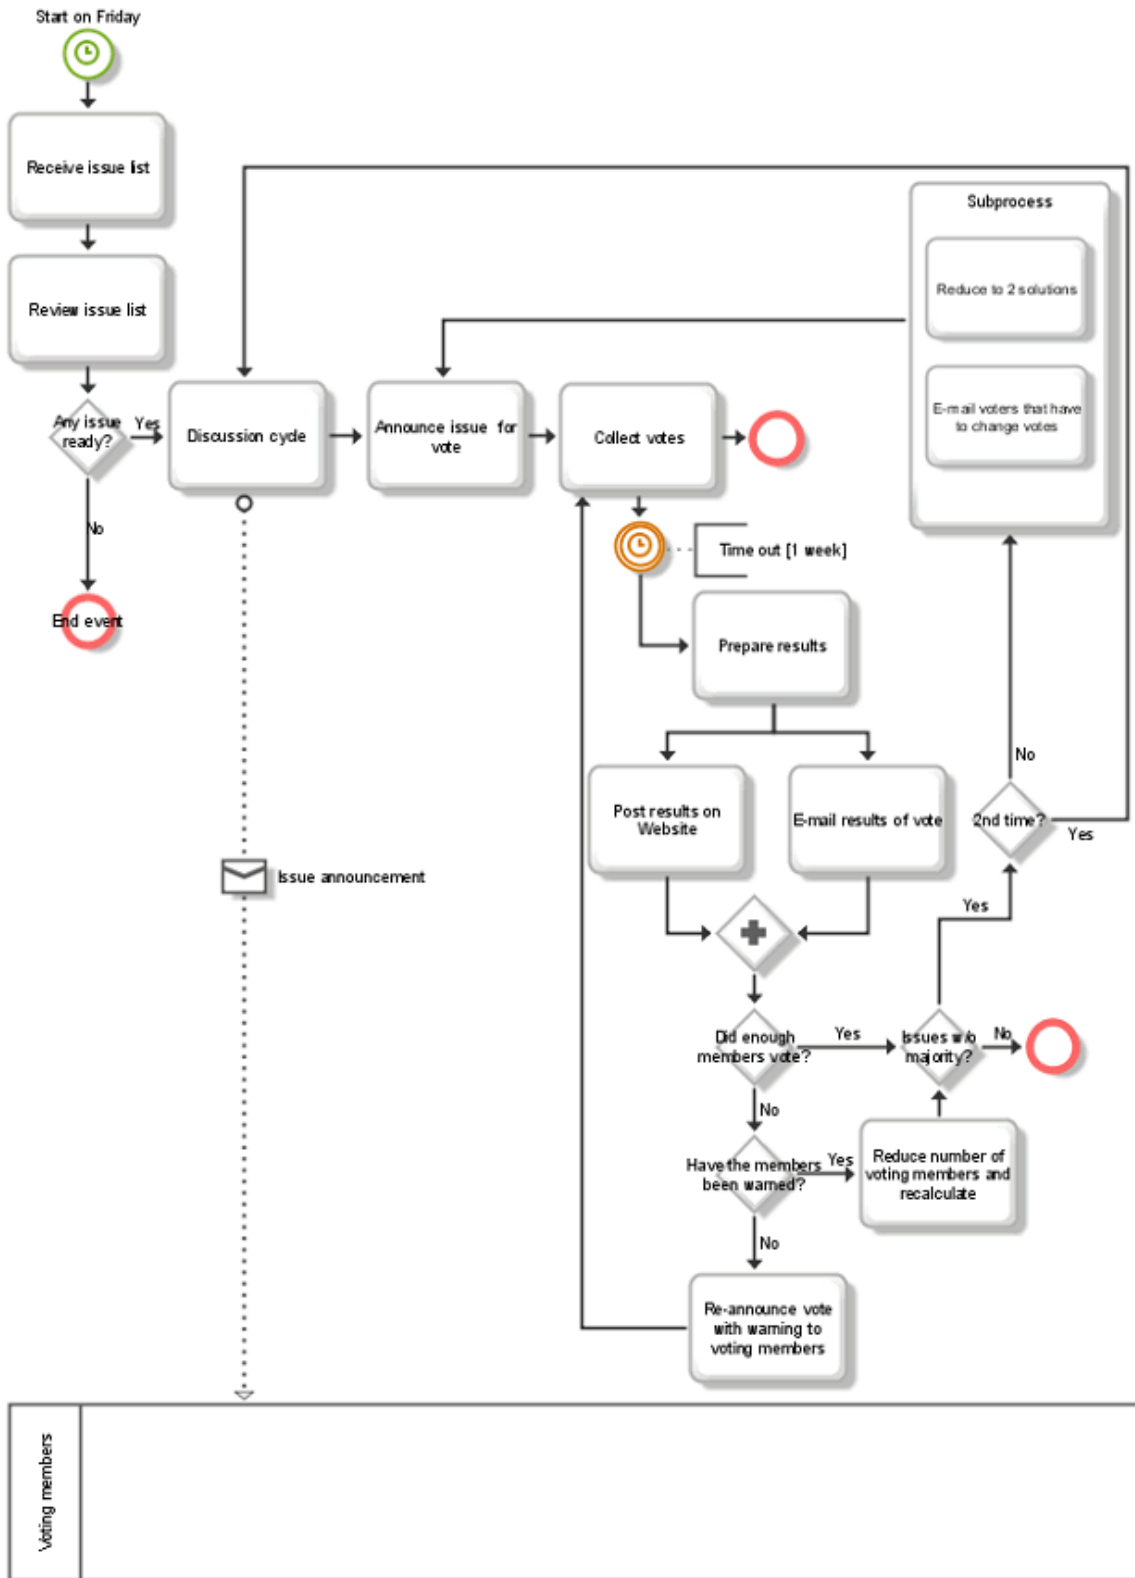 Start on Friday
Receive issue list
Review issue list
Any issue
ready?
Yes
No
End event
Discussion cycle
Announce issue for
vote
Collect votes
Subprocess
Reduce to 2 solutions
E-mail voters that have
to change votes
Time out [1 week]
Prepare results
Post results on
Website
E-mail results of vote
No
2nd time?
Yes
Issue announcement
Yes
Did enough
members vote?
Yes
Issues w/o
majority?
No
No
Have the members
been warned?
Yes
Reduce number of
voting members and
recalculate
No
Re-announce vote
with warning to
voting members
Voting members